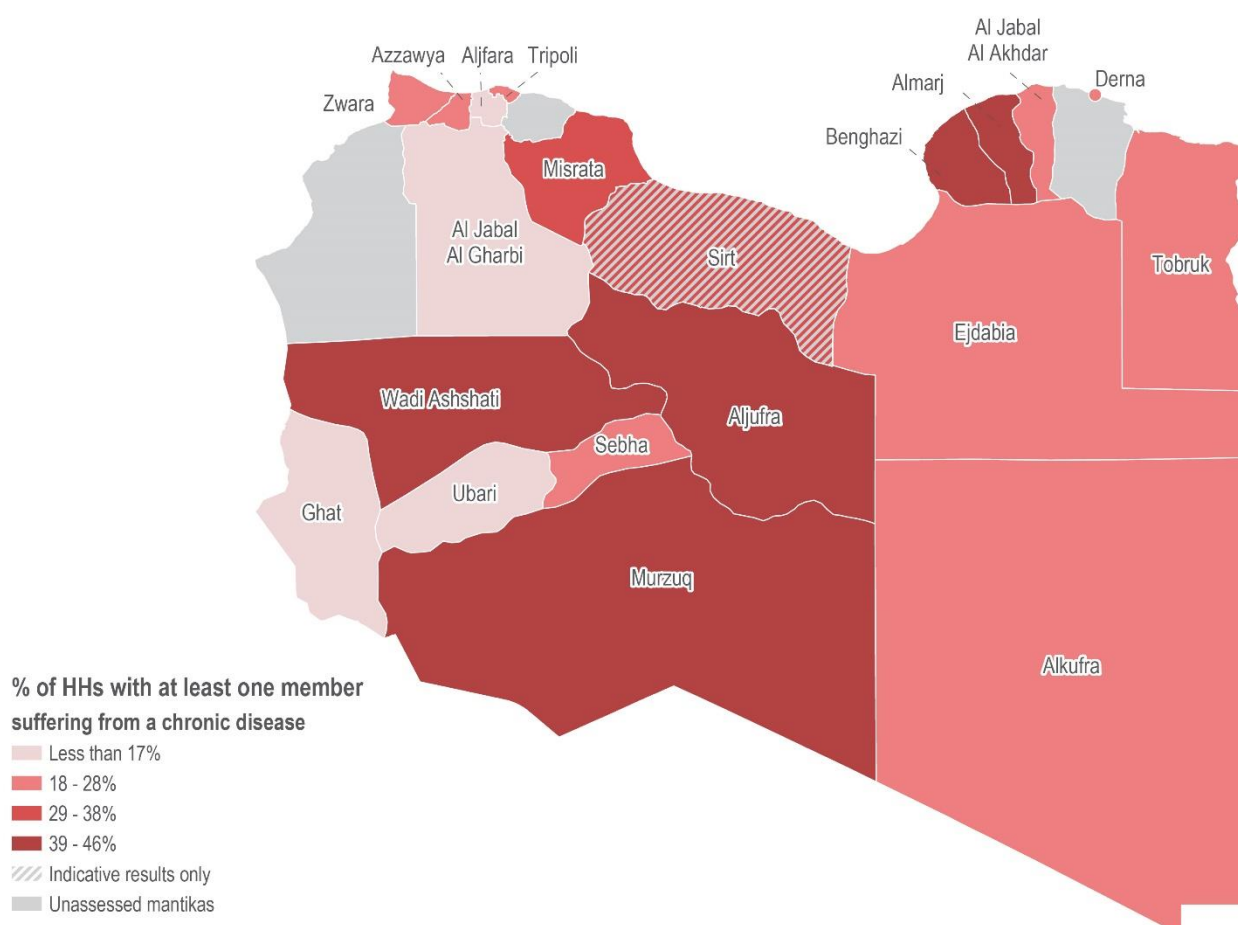 Al Jabal
Al Akhdar
Azzawya
Aljfara
Tripoli
Derna
Almarj
Zwara
Benghazi
Misrata
Al Jabal
Al Gharbi
Sirt
Tobruk
Ejdabia
Wadi Ashshati
Aljufra
Sebha
Ubari
Ghat
Murzuq
Alkufra
% of HHs with at least one member
suffering from a chronic disease
Less than 17%
18 - 28%
29 - 38%
39 - 46%
Indicative results only
Unassessed mantikas